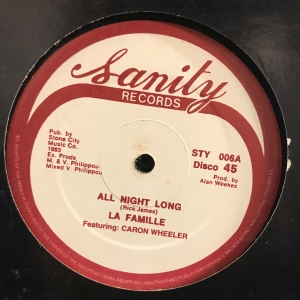 Sanity
RECORDS
Pub. by
Stone City
Music Co.
1983
Ex. Prods.
M. & V. Philippou
Mixed V. Philippou
STY 006A
Disco 45
Prod. by
Alan Weekes
ALL NIGHT LONG
(Rick James)
LA FAMILLE
Featuring: CARON WHEELER